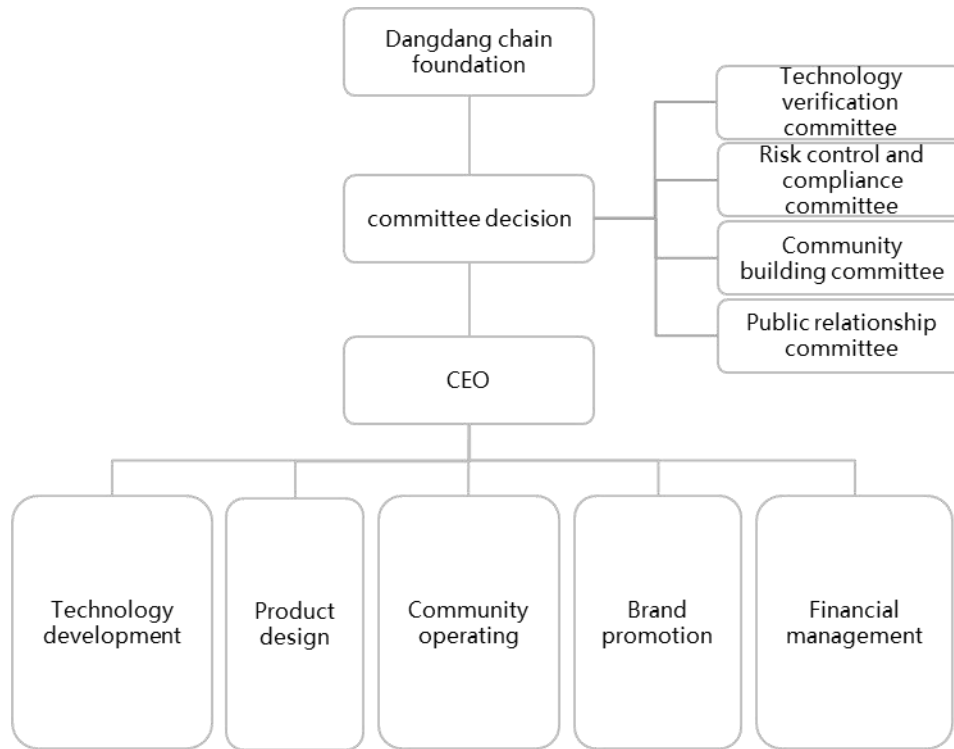 Dangdang chain
foundation
Technology
verification
committee
Risk control and
compliance
committee
committee decision
Community
building committee
Public relationship
committee
CEO
Technology
development
Product
design
Community
operating
Brand
promotion
Financial
management